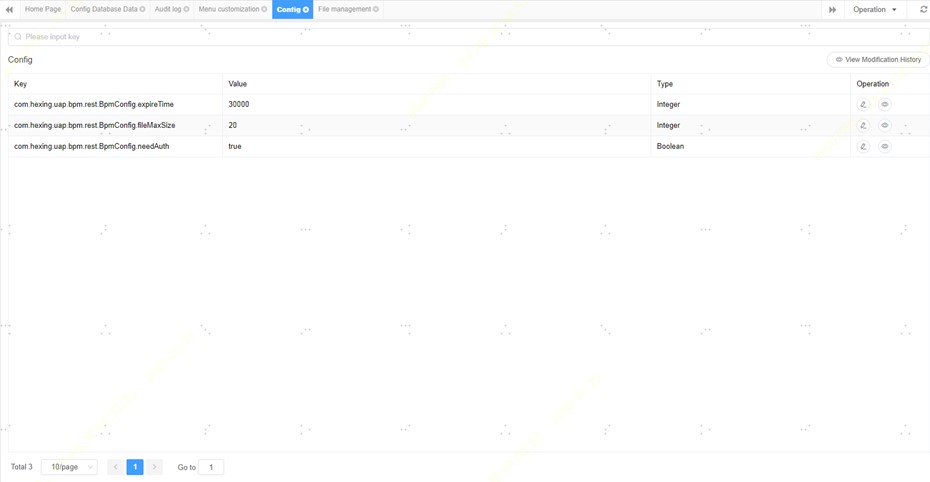 Home Page Config Database Data Audit log Menu customization Config File management Operation
Please input key
Config View Modification History
Key Value Type Operation
com.hexing.uap.bpm.rest.BpmConfig.expireTime 30000 Integer
com.hexing.uap.bpm.rest.BpmConfig.fileMaxSize 20 Integer
com.hexing.uap.bpm.rest.BpmConfig.needAuth true Boolean
Total 3 10/page 1 Go to 1